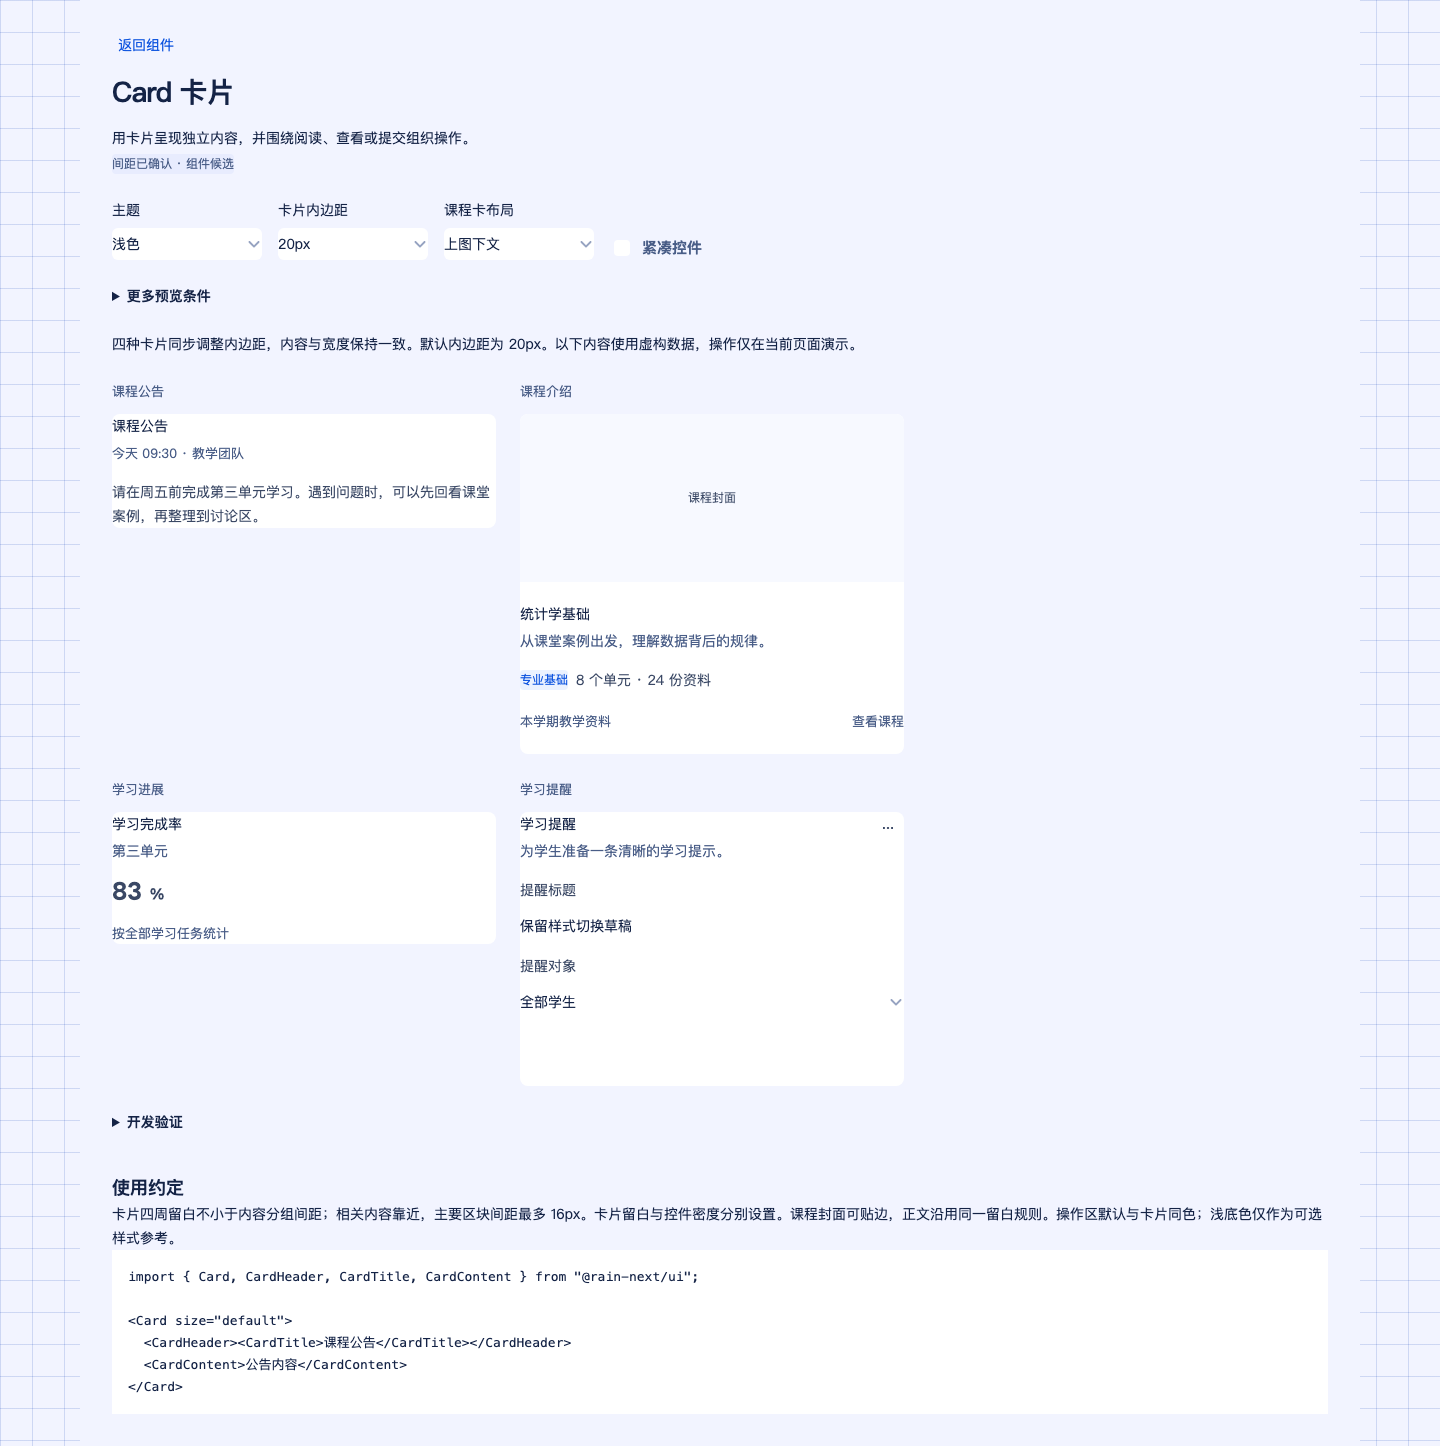 返回组件
Card 卡片
用卡片呈现独立内容，并围绕阅读、查看或提交组织操作。
间距已确认 · 组件候选
主题
卡片内边距
课程卡布局
浅色
20px
上图下文
紧凑控件
更多预览条件
四种卡片同步调整内边距，内容与宽度保持一致。默认内边距为 20px。以下内容使用虚构数据，操作仅在当前页面演示。
课程公告
课程公告
今天 09:30 · 教学团队
请在周五前完成第三单元学习。遇到问题时，可以先回看课堂
案例，再整理到讨论区。
课程介绍
课程封面
统计学基础
从课堂案例出发，理解数据背后的规律。
专业基础 8 个单元 · 24 份资料
本学期教学资料 查看课程
学习进展
学习完成率
第三单元
83 %
按全部学习任务统计
学习提醒
学习提醒 ...
为学生准备一条清晰的学习提示。
提醒标题
保留样式切换草稿
提醒对象
全部学生
开发验证
使用约定
卡片四周留白不小于内容分组间距；相关内容靠近，主要区块间距最多 16px。卡片留白与控件密度分别设置。课程封面可贴边，正文沿用同一留白规则。操作区默认与卡片同色；浅底色仅作为可选
样式参考。
import { Card, CardHeader, CardTitle, CardContent } from "@rain-next/ui";
<Card size="default">
  <CardHeader><CardTitle>课程公告</CardTitle></CardHeader>
  <CardContent>公告内容</CardContent>
</Card>